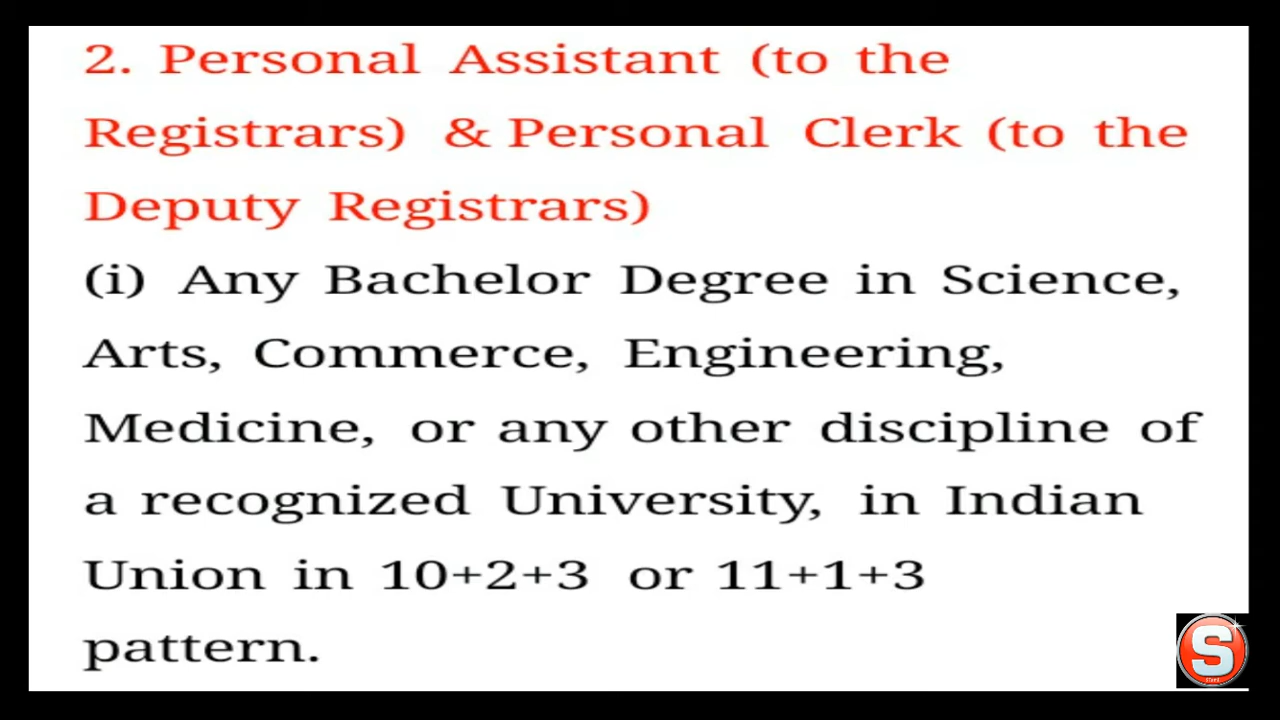 2. Personal Assistant (to the
Registrars) & Personal Clerk (to the
Deputy Registrars)
(i) Any Bachelor Degree in Science,
Arts, Commerce, Engineering,
Medicine, or any other discipline of
a recognized University, in Indian
Union in 10+2+3 or 11+1+3
pattern.
S